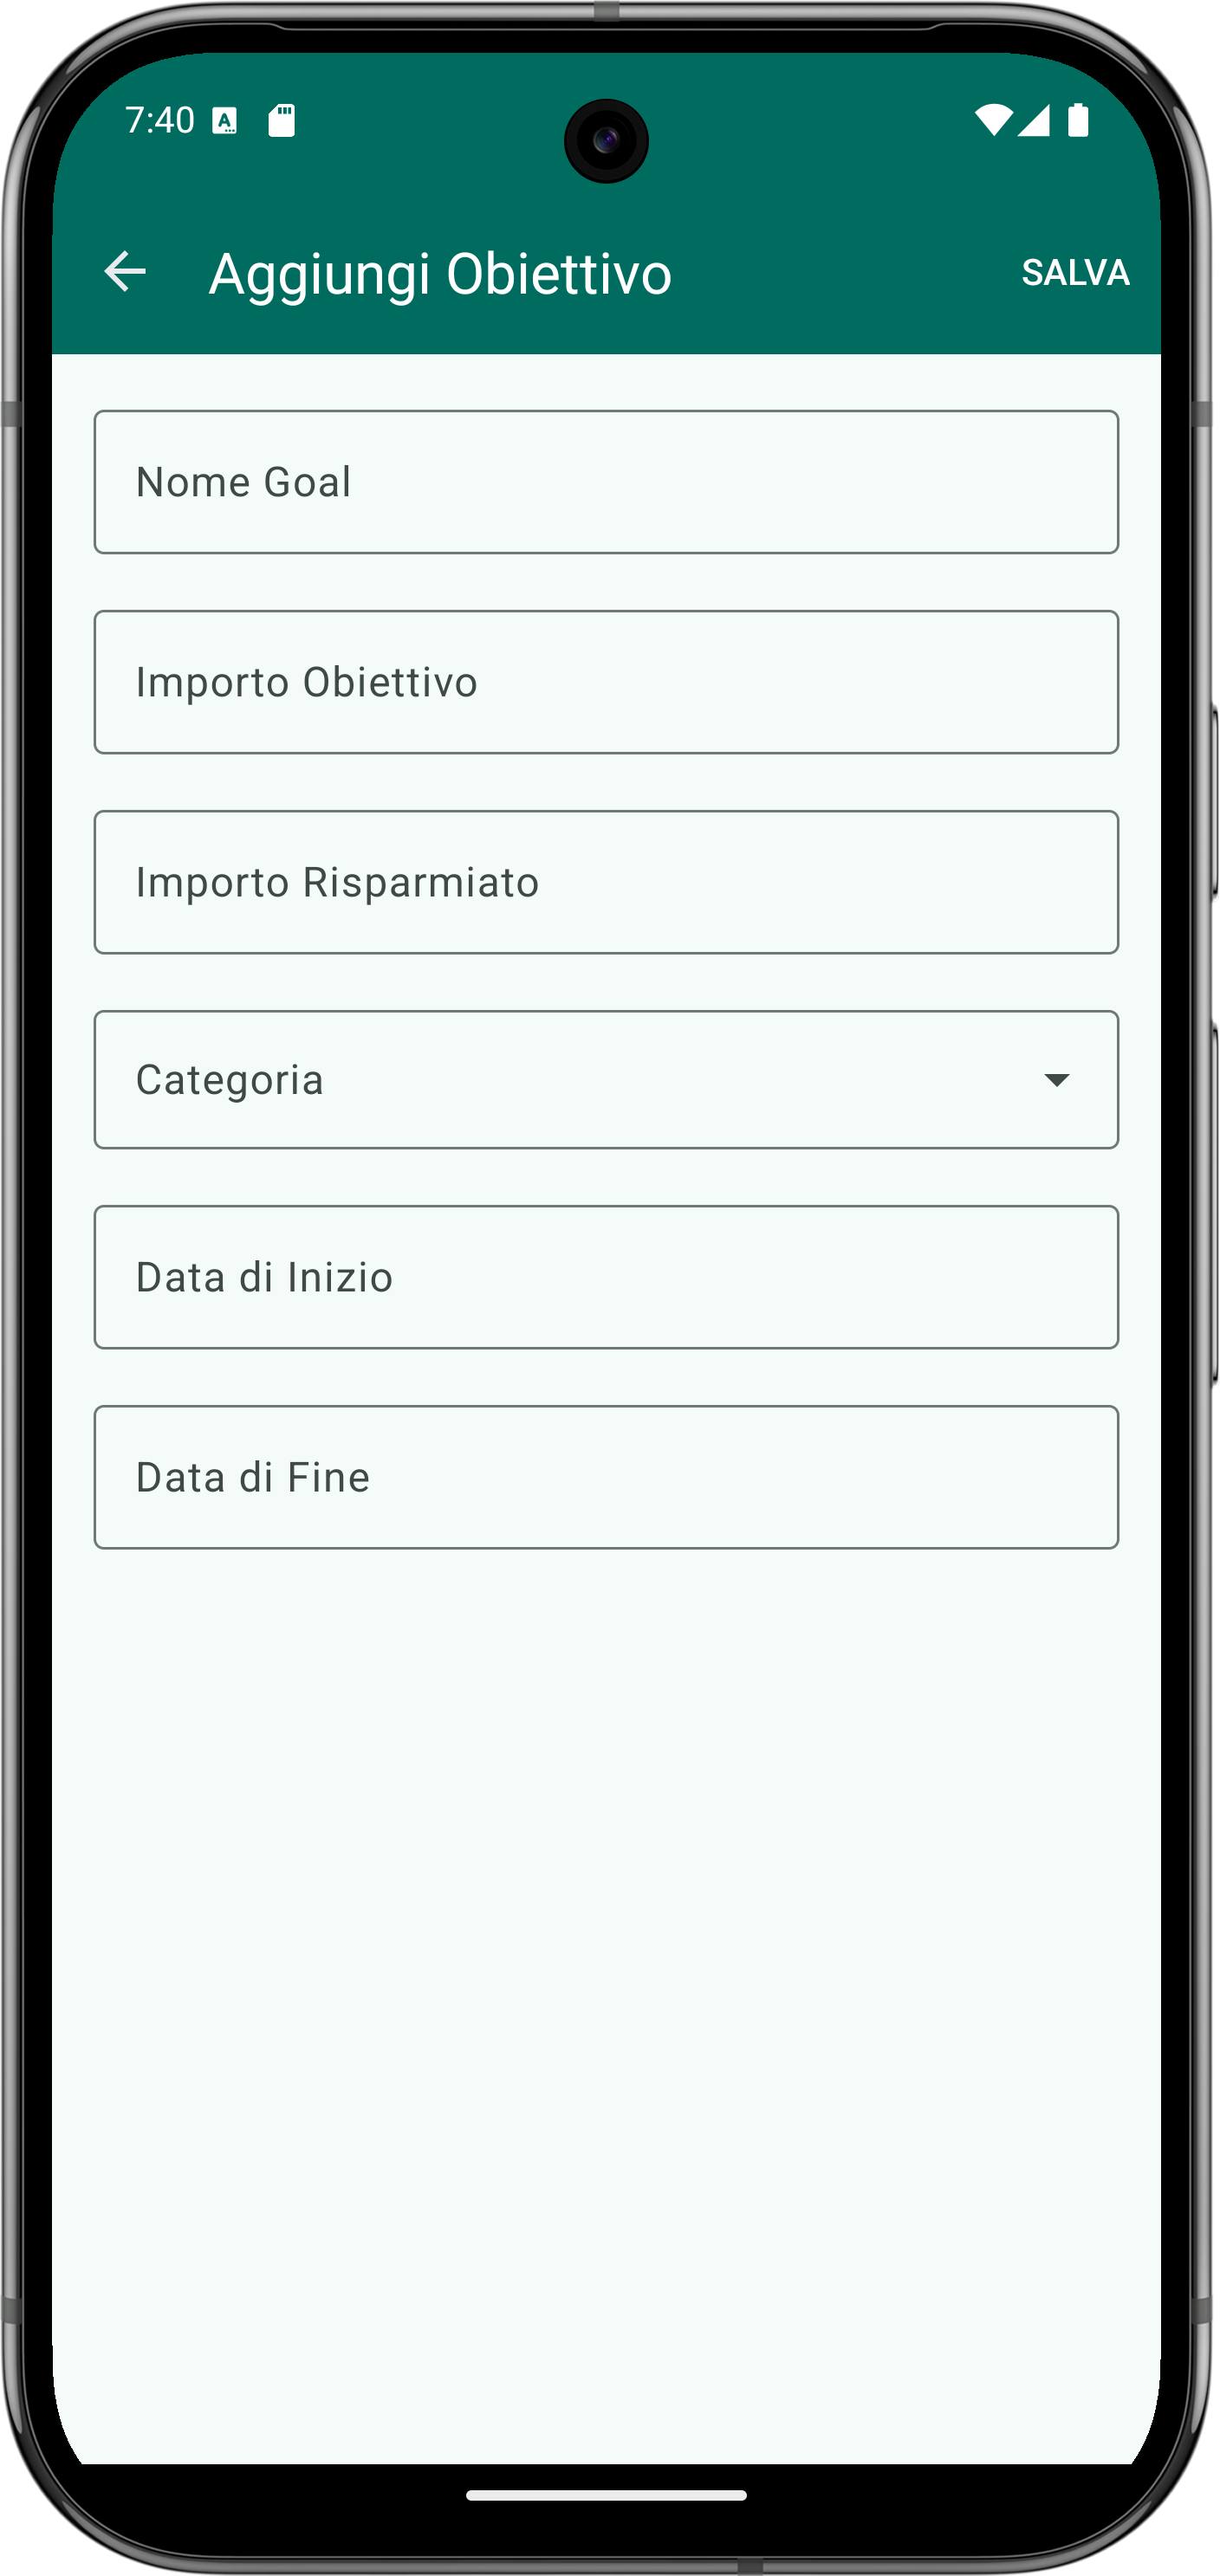 7:40
Aggiungi Obiettivo
SALVA
Nome Goal
Importo Obiettivo
Importo Risparmiato
Categoria
Data di Inizio
Data di Fine